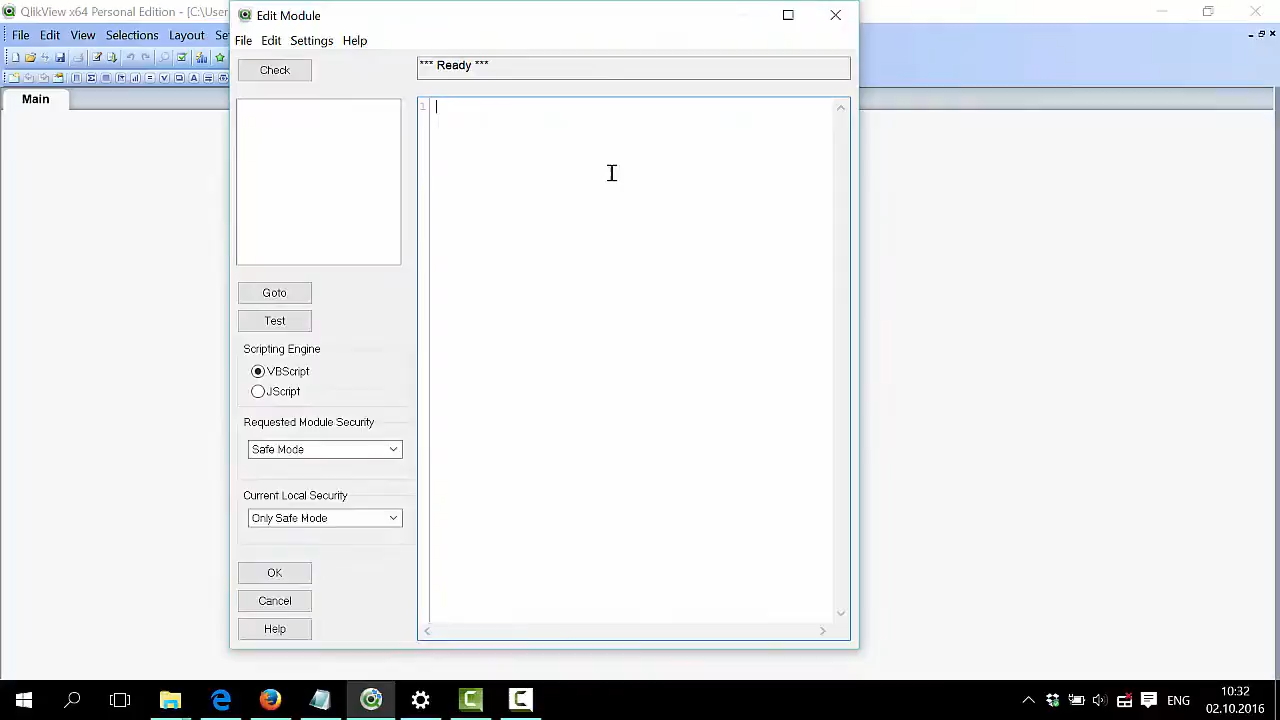 QlikView x64 Personal Edition - [C:\User
Edit Module
File Edit View Selections Layout Se
File Edit Settings Help
Check
*** Ready ***
Main
1
Goto
Test
Scripting Engine
VBScript
JScript
Requested Module Security
Safe Mode
Current Local Security
Only Safe Mode
OK
Cancel
Help
ENG
10:32
02.10.2016